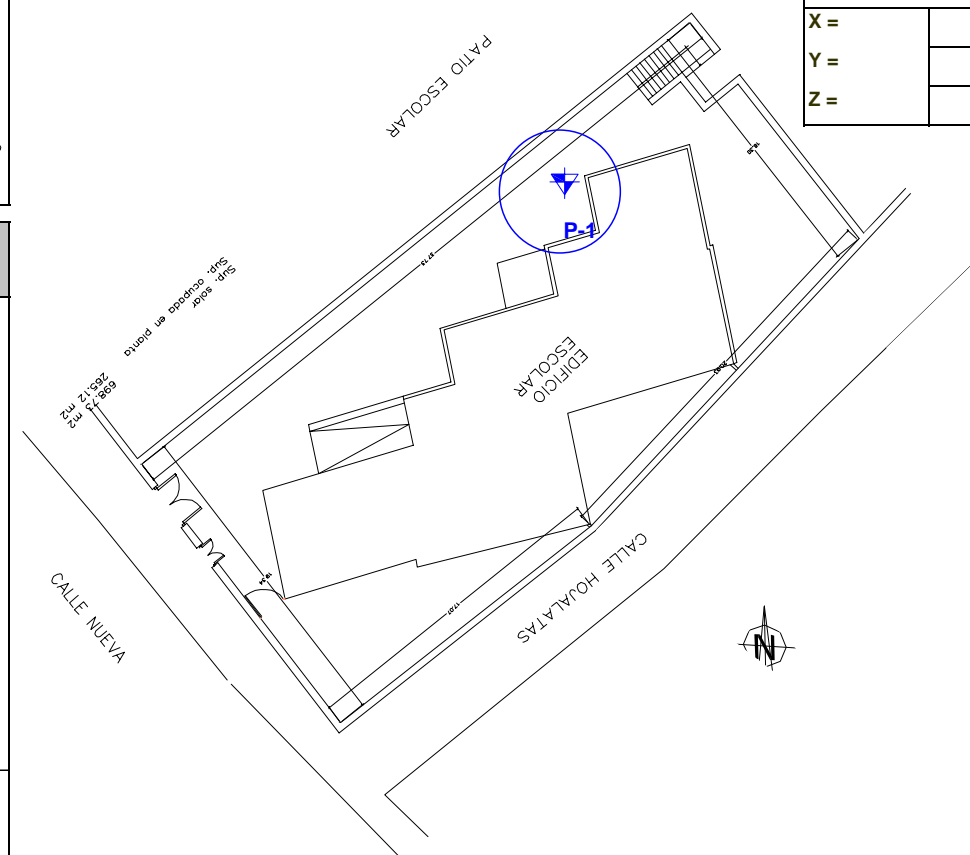 X =
Y =
Z =
PATIO ESCOLAR
P-1
Sup. solar
698.73 m2
Sup. ocupada en planta
265.12 m2
EDIFICIO
ESCOLAR
CALLE HOJALATAS
CALLE NUEVA
N